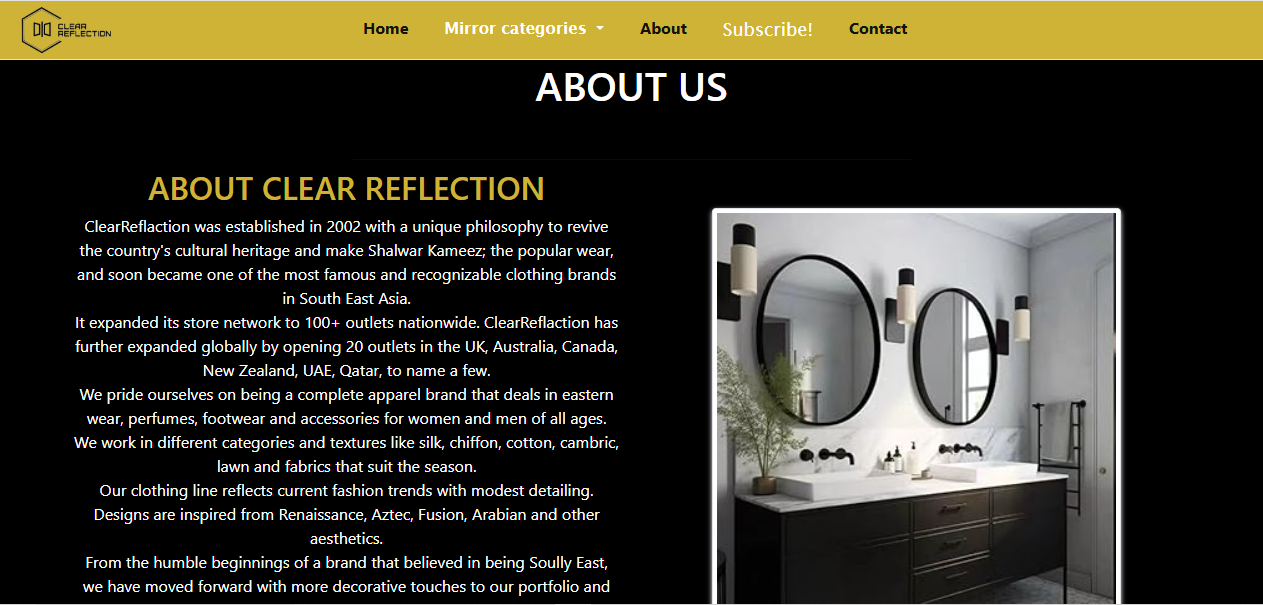 CLEAR
REFLECTION
Home
Mirror categories
About
Subscribe!
Contact
ABOUT US
ABOUT CLEAR REFLECTION
ClearReflaction was established in 2002 with a unique philosophy to revive
the country's cultural heritage and make Shalwar Kameez; the popular wear,
and soon became one of the most famous and recognizable clothing brands
in South East Asia.
It expanded its store network to 100+ outlets nationwide. ClearReflaction has
further expanded globally by opening 20 outlets in the UK, Australia, Canada,
New Zealand, UAE, Qatar, to name a few.
We pride ourselves on being a complete apparel brand that deals in eastern
wear, perfumes, footwear and accessories for women and men of all ages.
We work in different categories and textures like silk, chiffon, cotton, cambric,
lawn and fabrics that suit the season.
Our clothing line reflects current fashion trends with modest detailing.
Designs are inspired from Renaissance, Aztec, Fusion, Arabian and other
aesthetics.
From the humble beginnings of a brand that believed in being Soully East,
we have moved forward with more decorative touches to our portfolio and